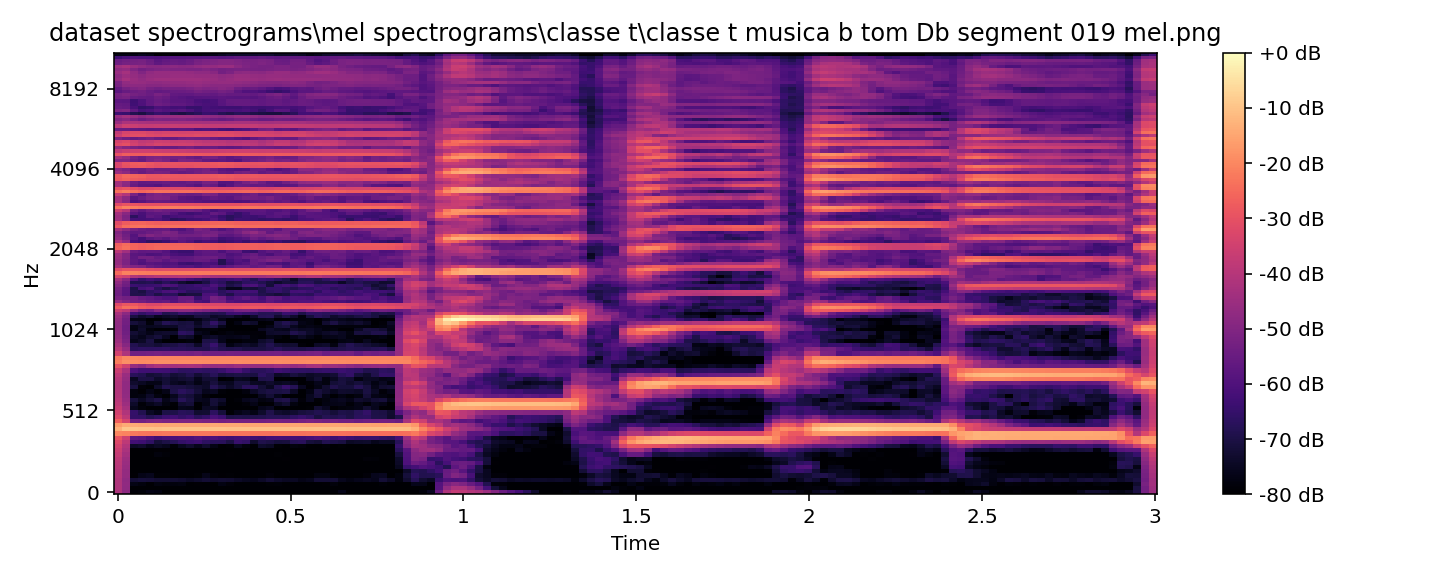 dataset spectrograms\mel spectrograms\classe t\classe t musica b tom Db segment 019 mel.png
Hz
8192
4096
2048
1024
512
0
0
0.5
1
1.5
2
2.5
3
Time
+0 dB
-10 dB
-20 dB
-30 dB
-40 dB
-50 dB
-60 dB
-70 dB
-80 dB